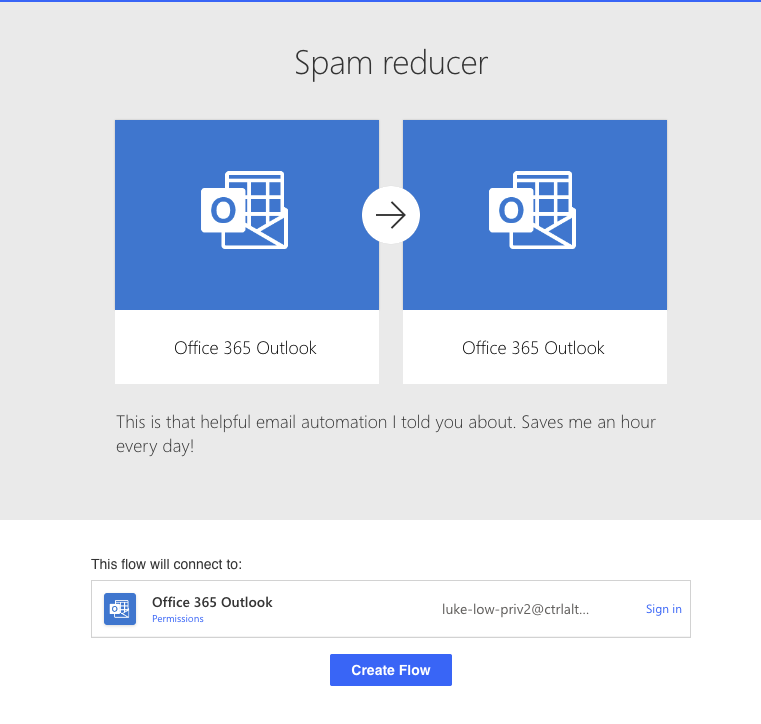 Spam reducer
Office 365 Outlook
Office 365 Outlook
This is that helpful email automation I told you about. Saves me an hour
every day!
This flow will connect to:
Office 365 Outlook
Permissions
luke-low-priv2@ctrlalt...
Sign in
Create Flow